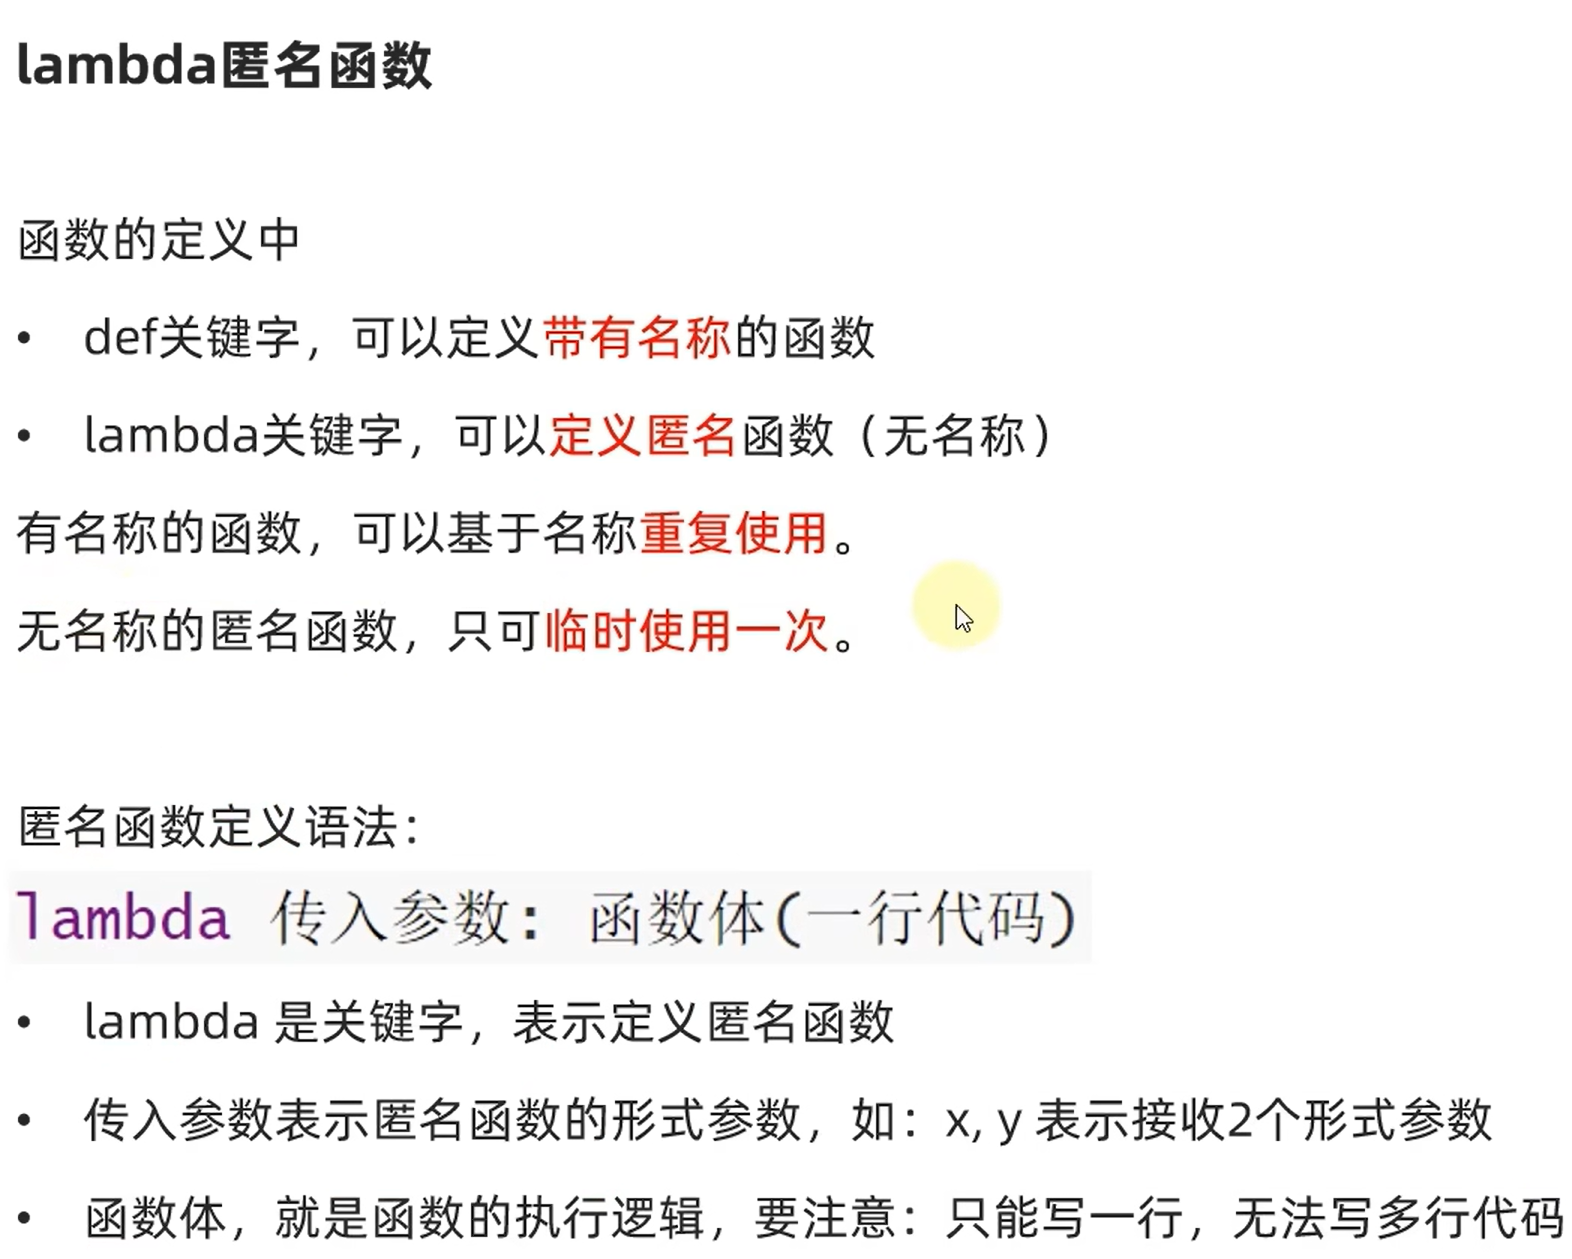 lambda匿名函数
函数的定义中
• def关键字，可以定义带有名称的函数
• lambda关键字，可以定义匿名函数（无名称）
有名称的函数，可以基于名称重复使用。
无名称的匿名函数，只可临时使用一次。
匿名函数定义语法：
lambda 传入参数: 函数体(一行代码)
• lambda 是关键字，表示定义匿名函数
• 传入参数表示匿名函数的形式参数，如：x, y 表示接收2个形式参数
• 函数体，就是函数的执行逻辑，要注意：只能写一行，无法写多行代码